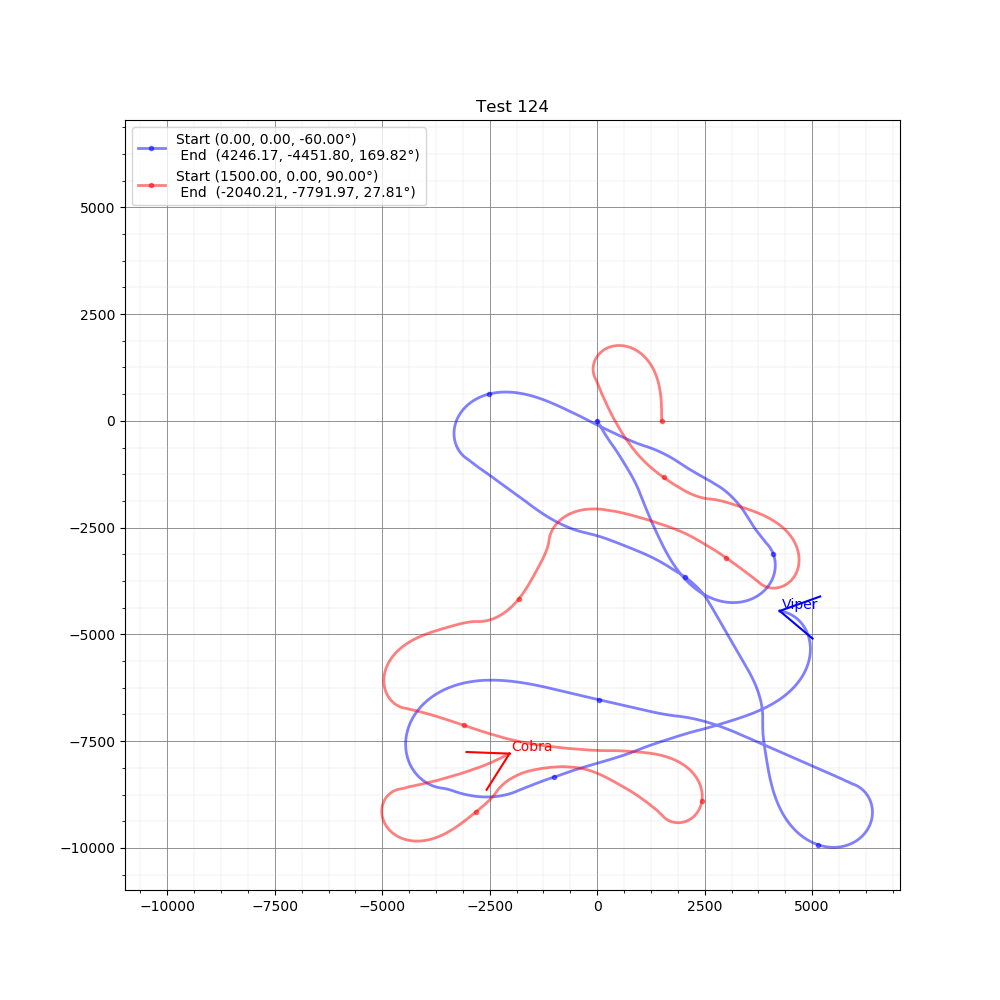 Test 124
Start (0.00, 0.00, -60.00°)
End  (4246.17, -4451.80, 169.82°)
Start (1500.00, 0.00, 90.00°)
End  (-2040.21, -7791.97, 27.81°)
5000
2500
0
−2500
−5000
−7500
−10000
Viper
Cobra
−10000
−7500
−5000
−2500
0
2500
5000